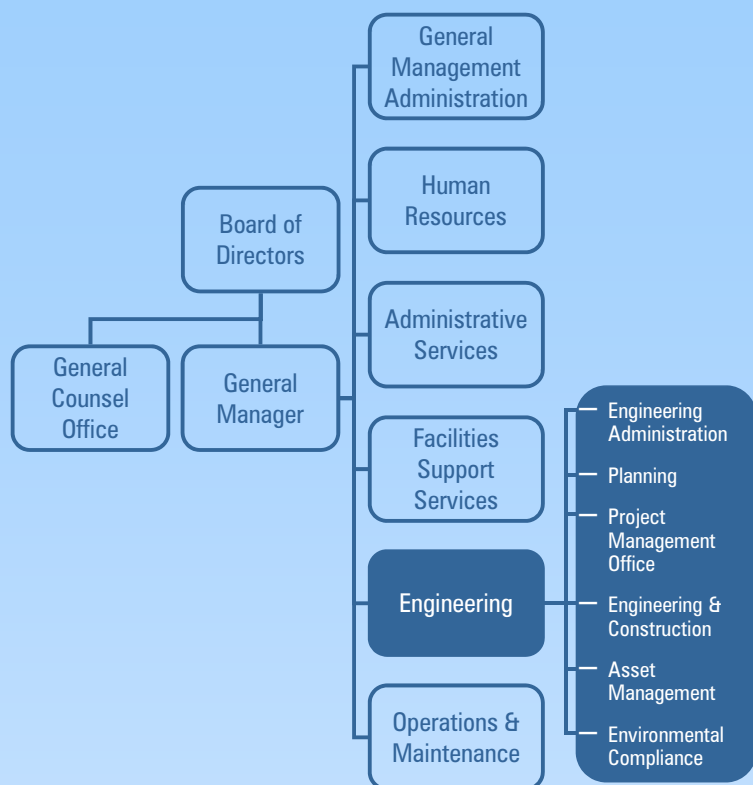 Board of
Directors
General
Counsel
Office
General
Manager
General
Management
Administration
Human
Resources
Administrative
Services
Facilities
Support
Services
Engineering
Operations &
Maintenance
Engineering
Administration
Planning
Project
Management
Office
Engineering &
Construction
Asset
Management
Environmental
Compliance